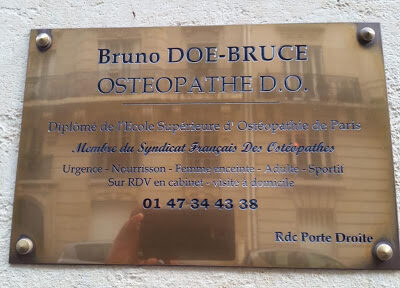 Bruno DOE-BRUCE
OSTEOPATHE D.O.
Diplômé de l'Ecole Supérieure d'Ostéopathie de Paris
Membre du Syndicat Français Des Ostéopathes
Urgence - Nourrisson - Femme enceinte - Adulte - Sportif
Sur RDV en cabinet - visite à domicile
01 47 34 43 38
Rdc Porte Droite